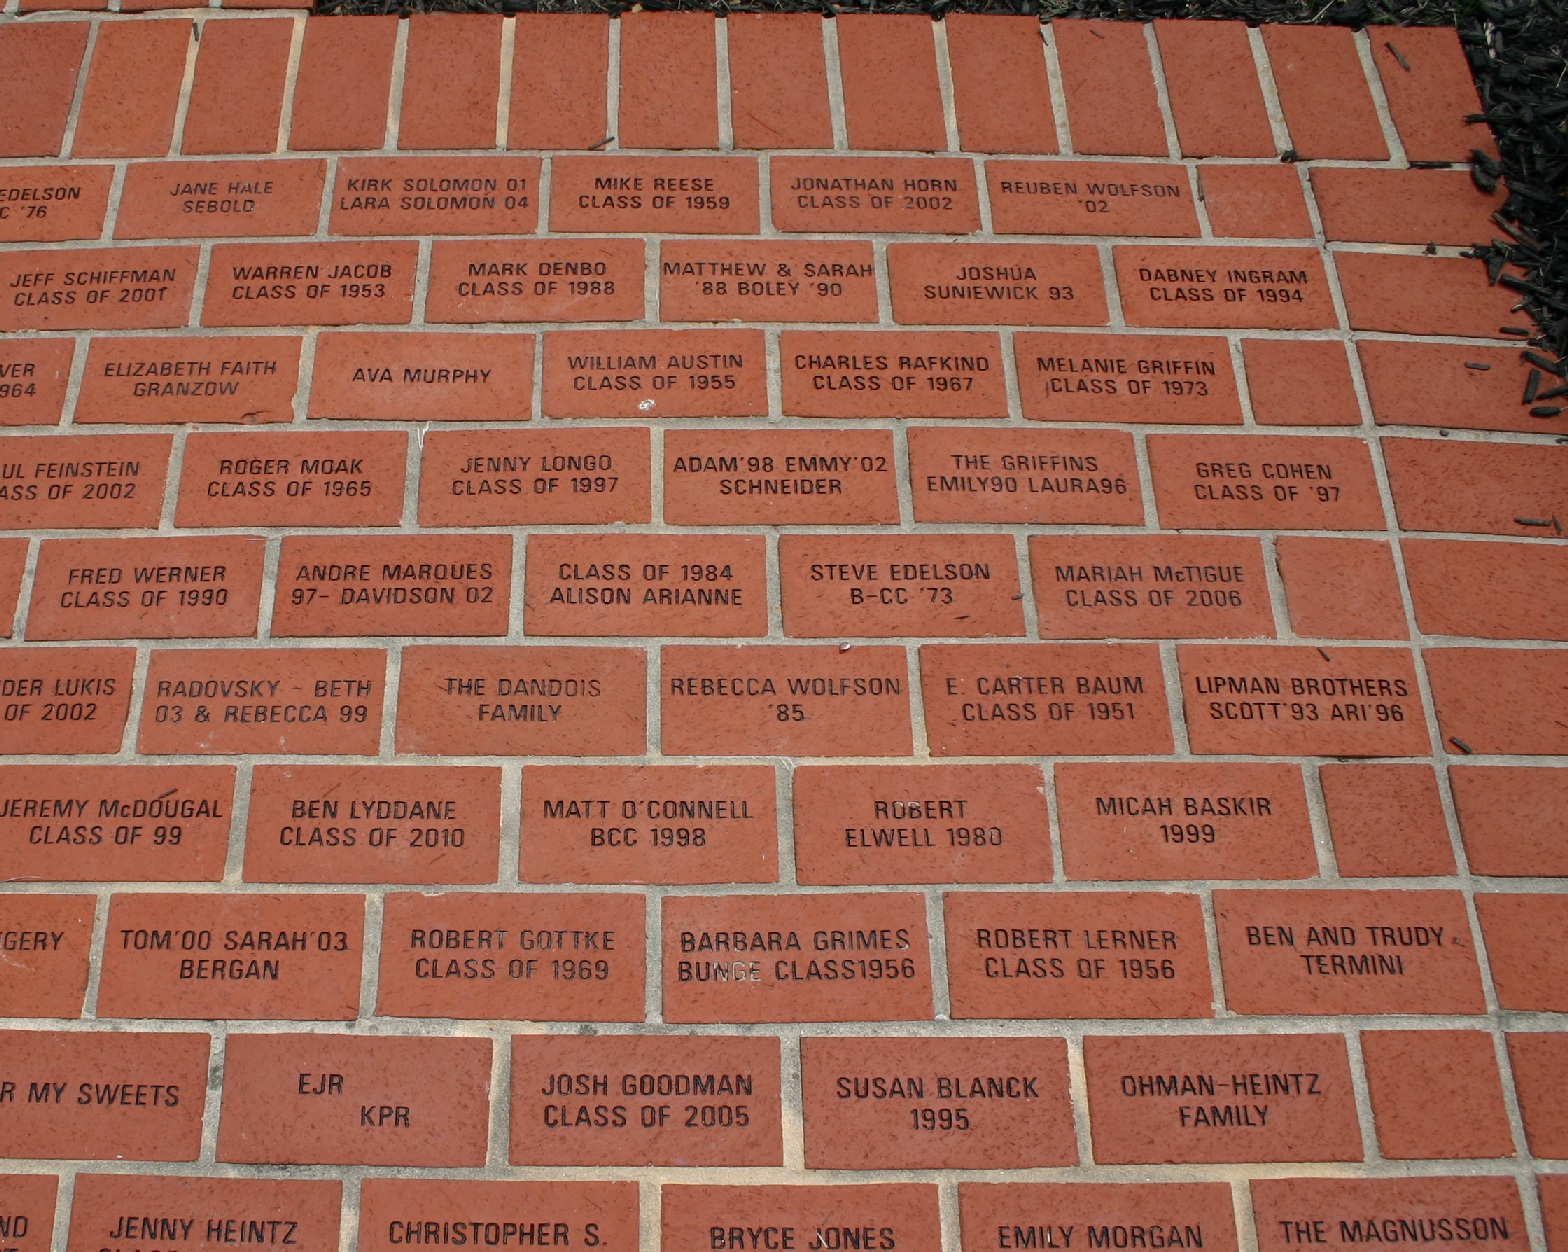 EDELSON
C '76
JANE HALE
SEBOLD
KIRK SOLOMON 01
LARA SOLOMON 04
MIKE REESE
CLASS OF 1959
JONATHAN HORN
CLASS OF 2002
REUBEN WOLFSON
'02
JEFF SCHIFFMAN
CLASS OF 2001
WARREN JACOB
CLASS OF 1953
MARK DENBO
CLASS OF 1988
MATTHEW & SARAH
'88 BOLEY '90
JOSHUA
SUNIEWICK 93
DABNEY INGRAM
CLASS OF 1994
VER
964
ELIZABETH FAITH
GRANZOW
AVA MURPHY
WILLIAM AUSTIN
CLASS OF 1955
CHARLES RAFKIND
CLASS OF 1967
MELANIE GRIFFIN
CLASS OF 1973
UL FEINSTEIN
ASS OF 2002
ROGER MOAK
CLASS OF 1965
JENNY LONGO
CLASS OF 1997
ADAM'98 EMMY'02
SCHNEIDER
THE GRIFFINS
EMILY90 LAURA96
GREG COHEN
CLASS OF '97
FRED WERNER
CLASS OF 1990
ANDRE MARQUES
97- DAVIDSON 02
CLASS OF 1984
ALISON ARIANNE
STEVE EDELSON
B-CC '73
MARIAH McTIGUE
CLASS OF 2006
DER LUKIS
OF 2002
RADOVSKY - BETH
03 & REBECCA 99
THE DANDOIS
FAMILY
REBECCA WOLFSON
'85
E. CARTER BAUM
CLASS OF 1951
LIPMAN BROTHERS
SCOTT'93 ARI'96
JEREMY McDOUGAL
CLASS OF 99
BEN LYDDANE
CLASS OF 2010
MATT O'CONNELL
BCC 1998
ROBERT
ELWELL 1980
MICAH BASKIR
1999
GERY
TOM'00 SARAH'03
BERGAN
ROBERT GOTTKE
CLASS OF 1969
BARBARA GRIMES
BUNGE CLASS1956
ROBERT LERNER
CLASS OF 1956
BEN AND TRUDY
TERMINI
R MY SWEETS
EJR
KPR
JOSH GOODMAN
CLASS OF 2005
SUSAN BLANCK
1995
OHMAN-HEINTZ
FAMILY
ND
JENNY HEINTZ
CHRISTOPHER S.
BRYCE JONES
EMILY MORGAN
THE MAGNUSSON